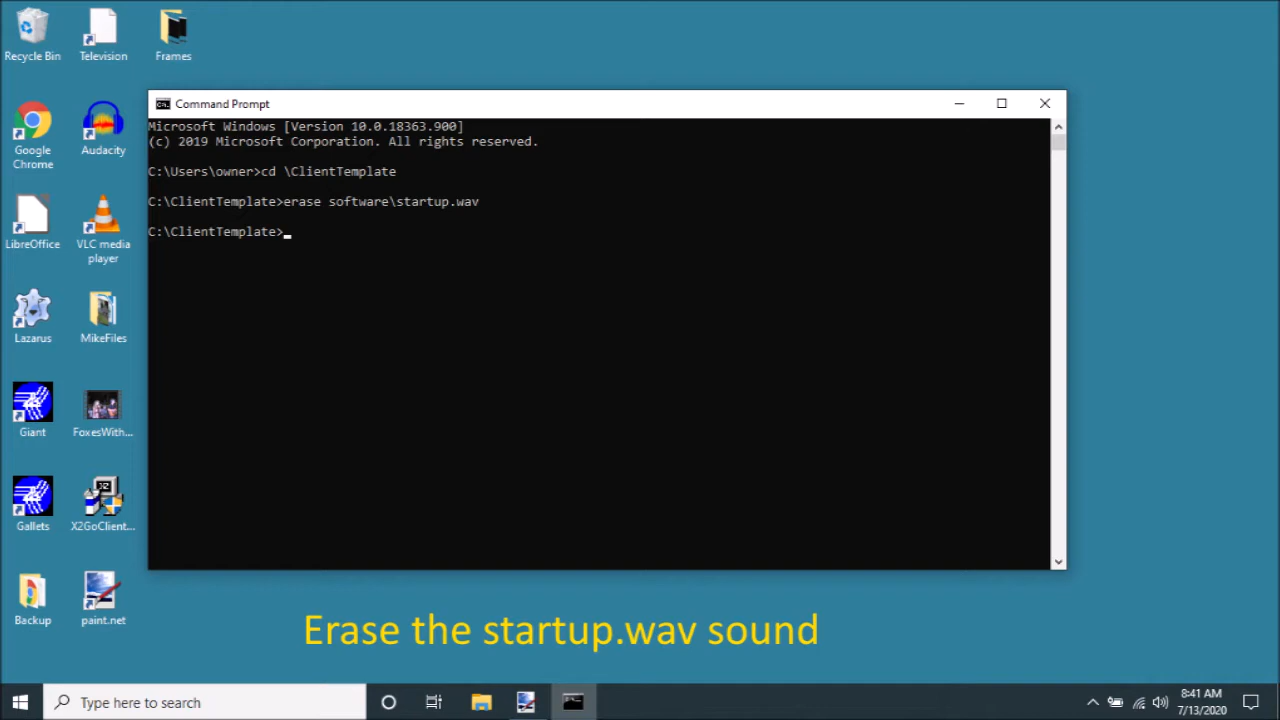 Recycle Bin
Television
Frames
Google
Chrome
Audacity
LibreOffice
VLC media
player
Lazarus
MikeFiles
Giant
FoxesWith...
Gallets
X2GoClient...
Backup
paint.net
Command Prompt
Microsoft Windows [Version 10.0.18363.900]
(c) 2019 Microsoft Corporation. All rights reserved.
C:\Users\owner>cd \ClientTemplate
C:\ClientTemplate>erase software\startup.wav
C:\ClientTemplate>_
Erase the startup.wav sound
Type here to search
8:41 AM
7/13/2020